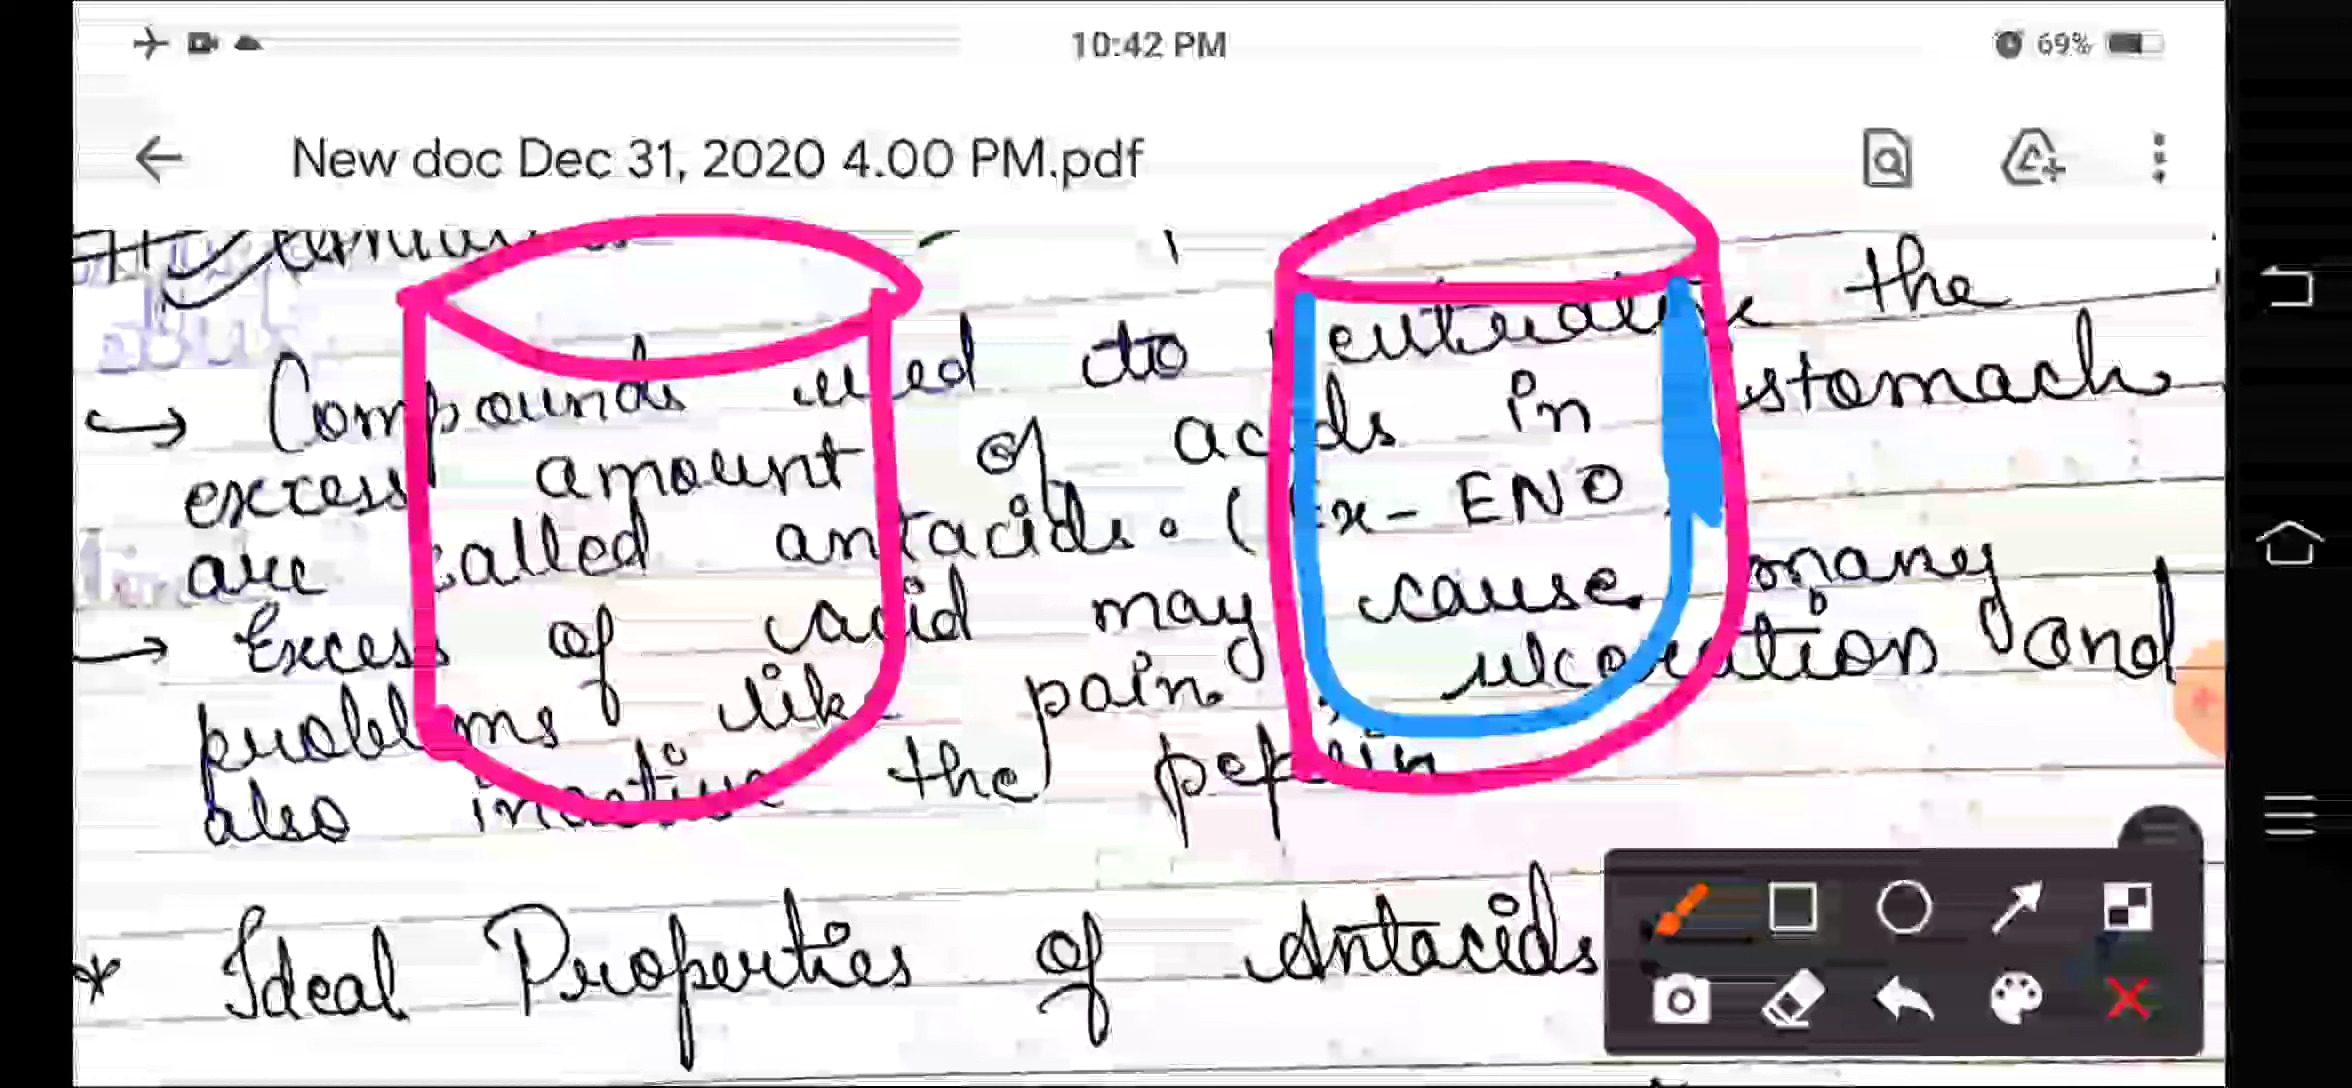 10:42 PM
69%
New doc Dec 31, 2020 4.00 PM.pdf
→ Compounds used to neutralize the
excess amount of acids in stomach
are called antacids. (Ex- ENO
→ Excess of acid may cause many
problems like pain, ulceration and
also inactive the pepsin
* Ideal Properties of Antacids